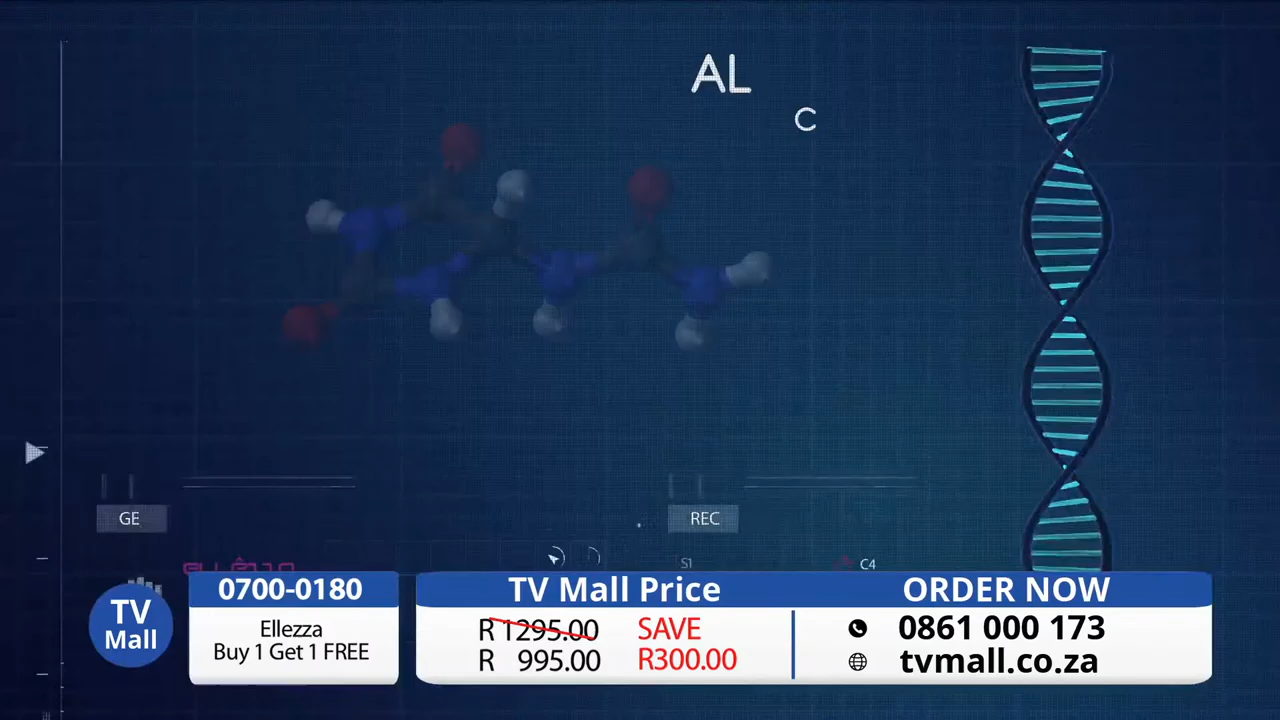 AL
C
GE
REC
S1
C4
TV
Mall
0700-0180
Ellezza
Buy 1 Get 1 FREE
TV Mall Price
R 1295.00 SAVE
R 995.00 R300.00
ORDER NOW
0861 000 173
tvmall.co.za